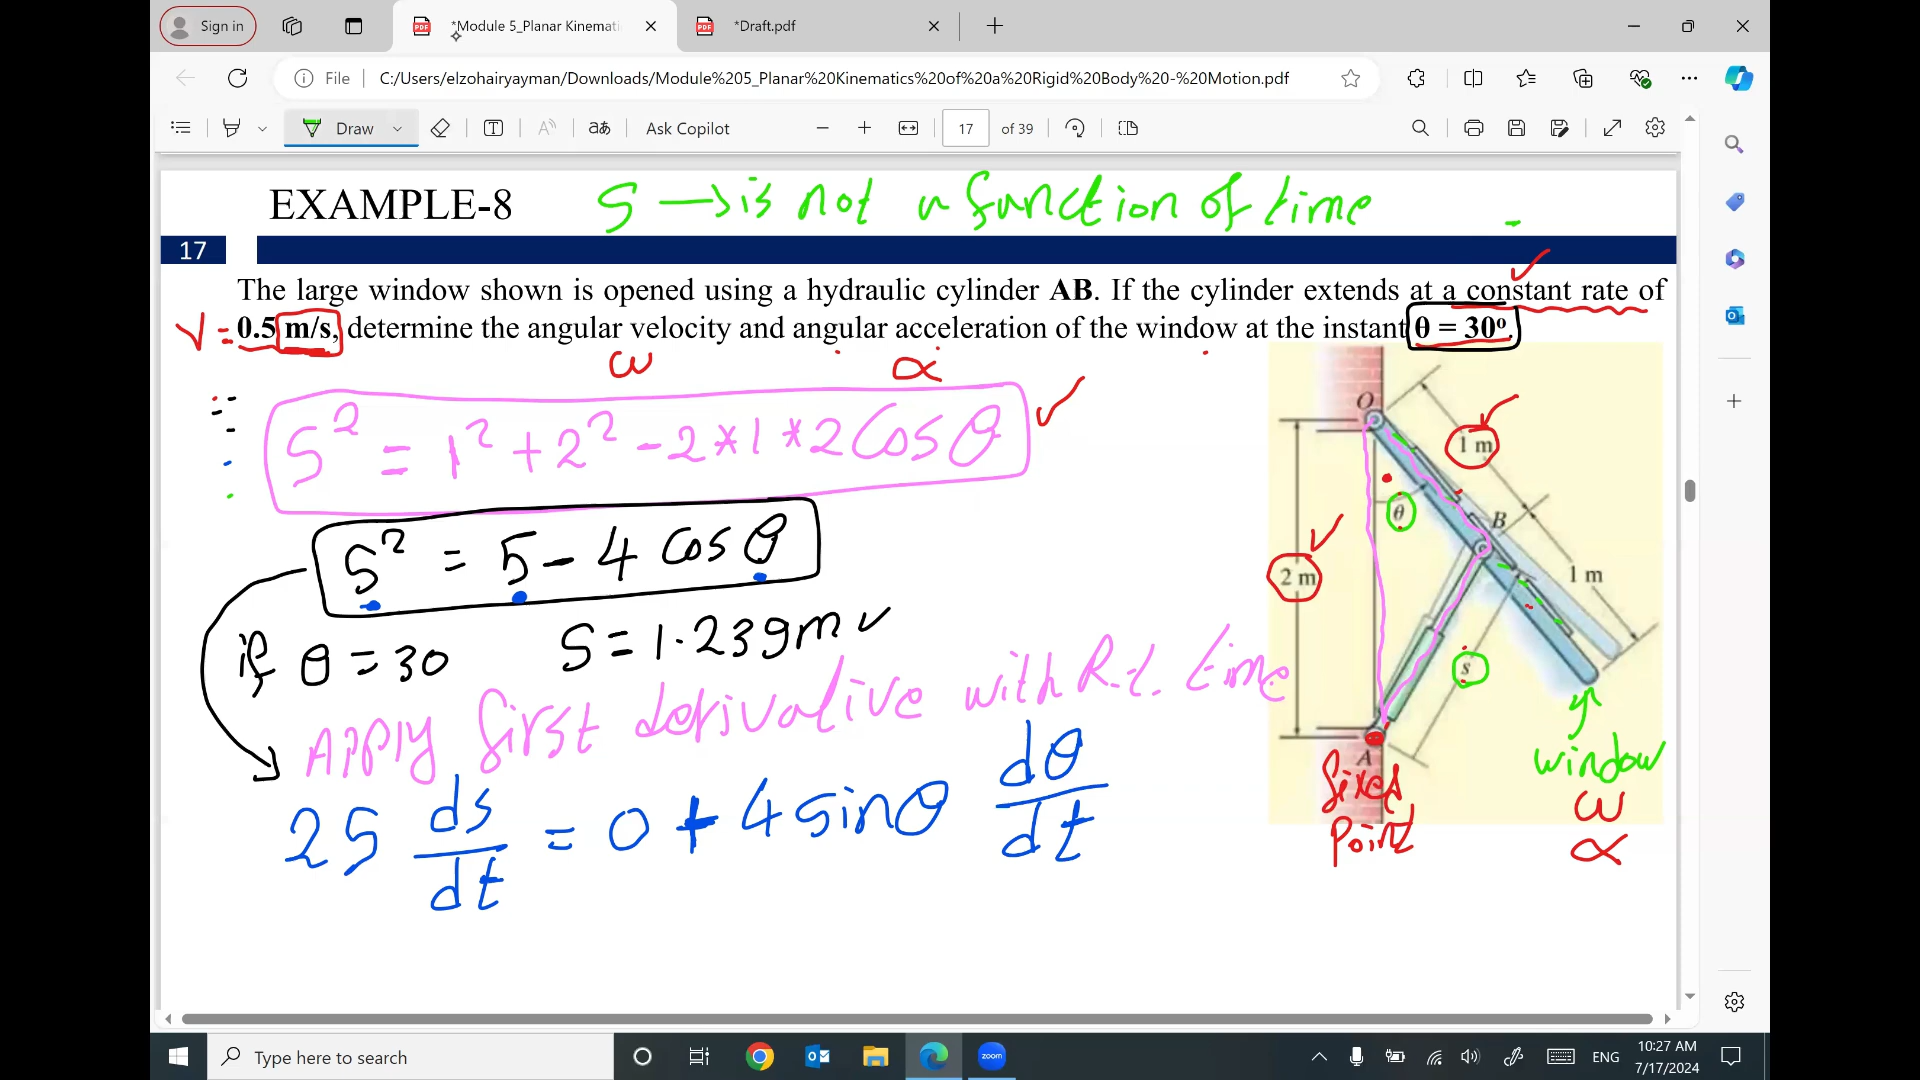 Sign in
*Module 5_Planar Kinemati
*Draft.pdf
File
C:/Users/elzohairyayman/Downloads/Module%205_Planar%20Kinematics%20of%20a%20Rigid%20Body%20-%20Motion.pdf
Draw
Ask Copilot
17 of 39
EXAMPLE-8
S → is not a function of time
17
The large window shown is opened using a hydraulic cylinder AB. If the cylinder extends at a constant rate of
V = 0.5 m/s, determine the angular velocity and angular acceleration of the window at the instant θ = 30º.
ω α
S² = 1² + 2² - 2*1*2 Cos θ
S² = 5 - 4 Cos θ
if θ = 30 S = 1.239 m
Apply first derivative with R.t. time
2S ds/dt = 0 + 4 sin θ dθ/dt
O
1 m
θ
B
2 m
1 m
s
A
fixed
Point
window
ω
α
Type here to search
zoom
ENG
10:27 AM
7/17/2024